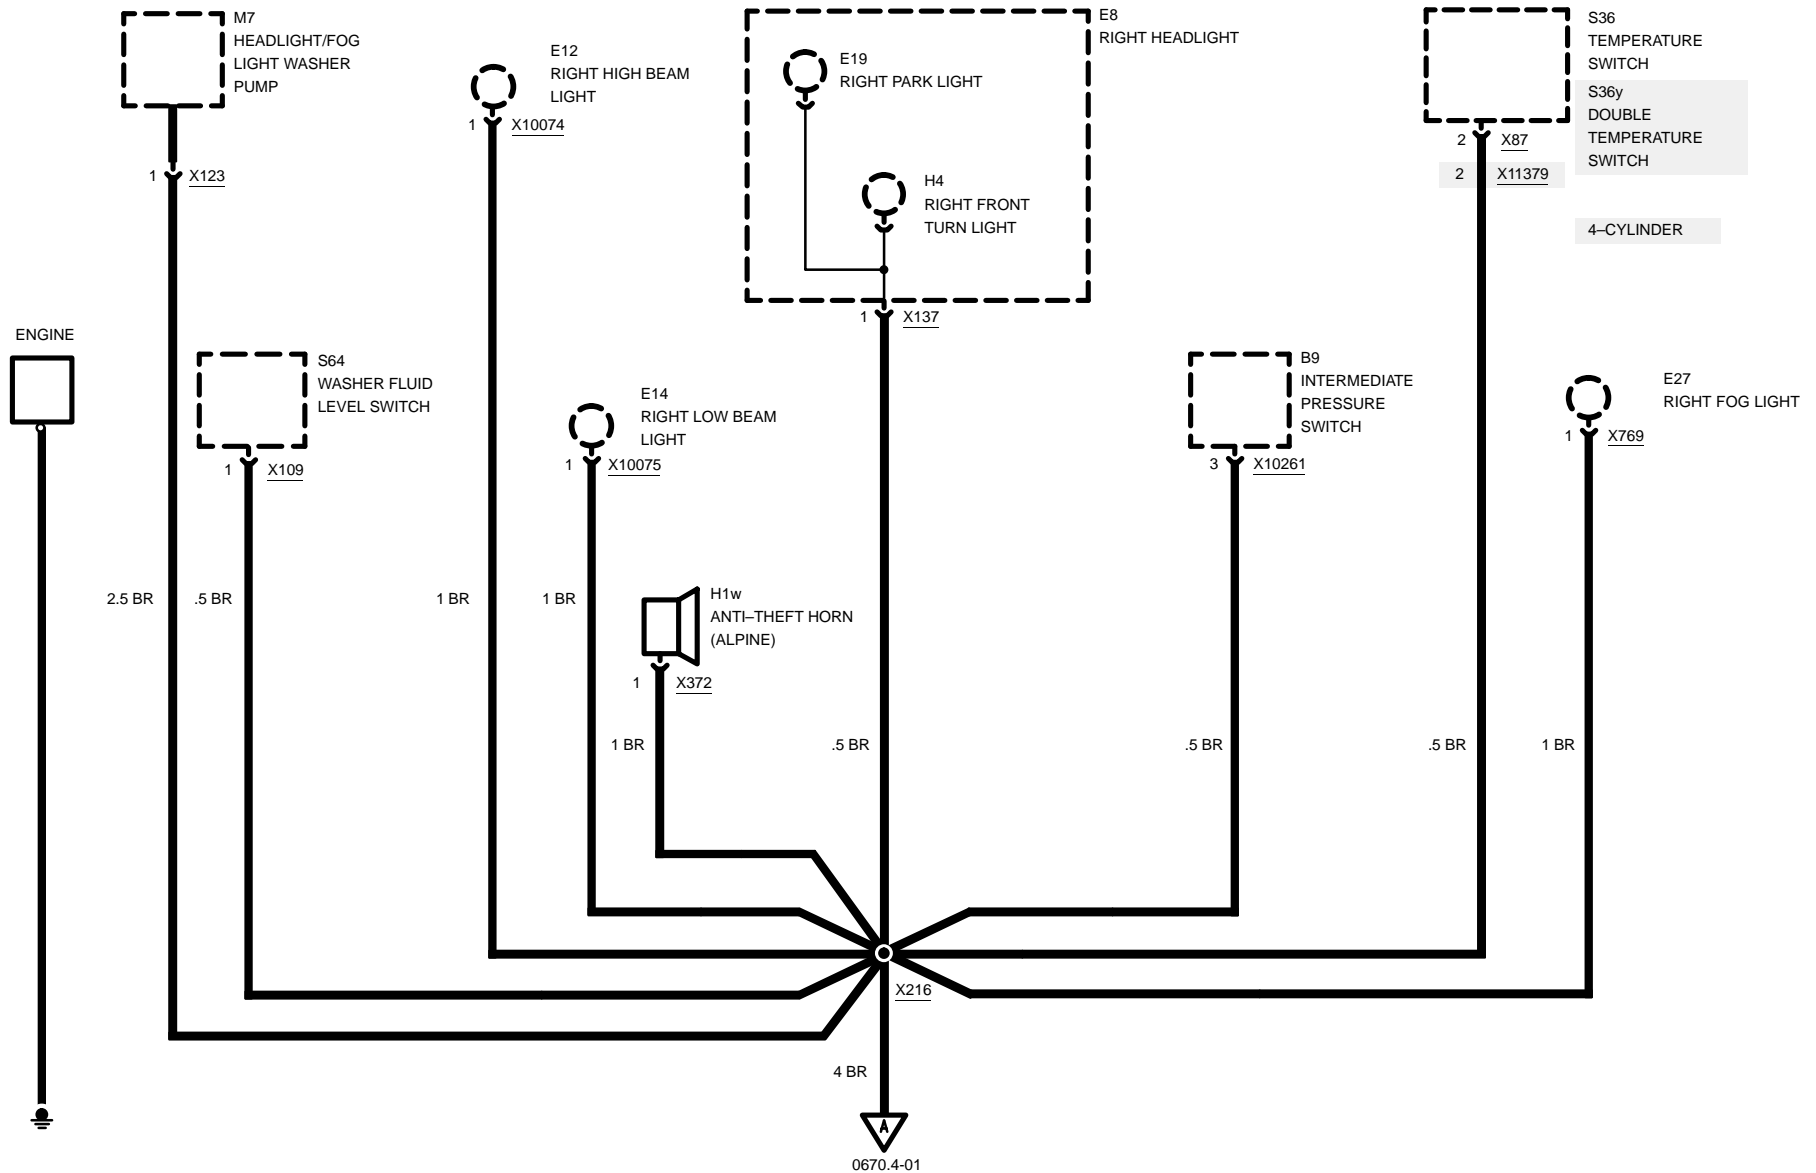 M7
HEADLIGHT/FOG
LIGHT WASHER
PUMP
1 X123
E12
RIGHT HIGH BEAM
LIGHT
1 X10074
E8
RIGHT HEADLIGHT
E19
RIGHT PARK LIGHT
H4
RIGHT FRONT
TURN LIGHT
1 X137
S36
TEMPERATURE
SWITCH
S36y
DOUBLE
TEMPERATURE
SWITCH
2 X87
2 X11379
4–CYLINDER
ENGINE
S64
WASHER FLUID
LEVEL SWITCH
1 X109
E14
RIGHT LOW BEAM
LIGHT
1 X10075
B9
INTERMEDIATE
PRESSURE
SWITCH
3 X10261
E27
RIGHT FOG LIGHT
1 X769
2.5 BR
.5 BR
1 BR
1 BR
H1w
ANTI–THEFT HORN
(ALPINE)
1 X372
1 BR
.5 BR
.5 BR
.5 BR
1 BR
X216
4 BR
A
0670.4-01